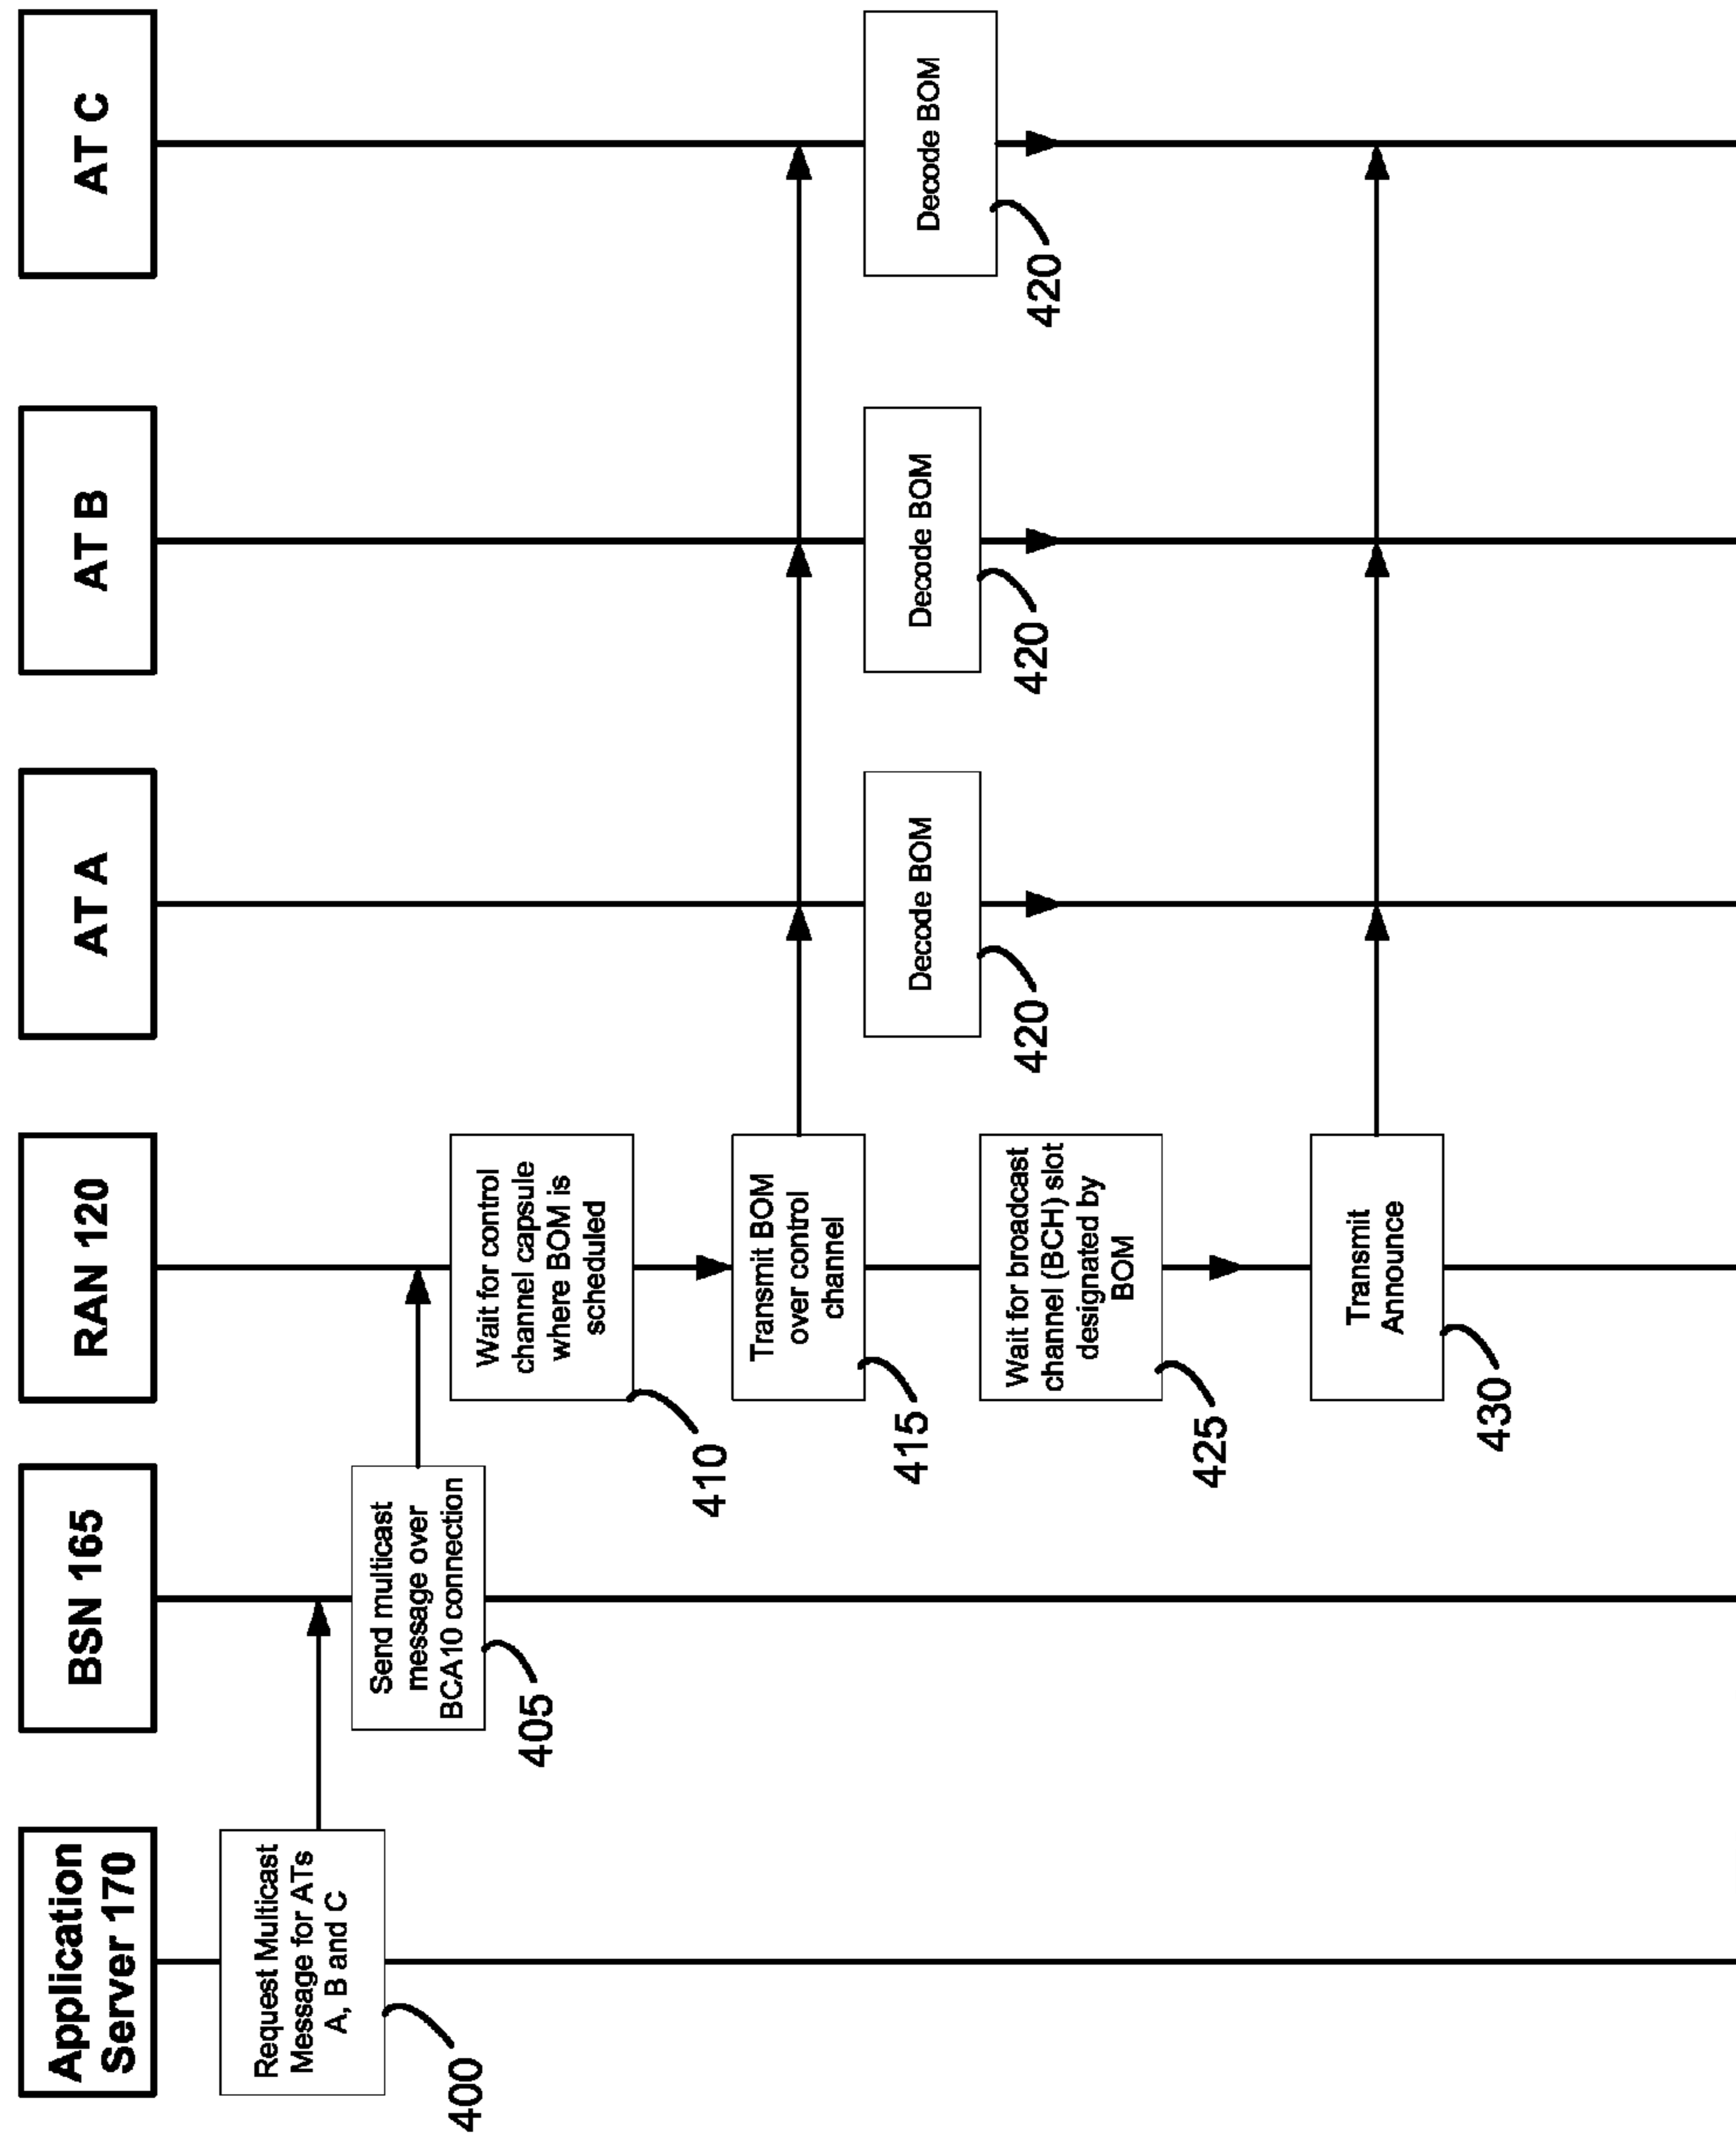 Application
Server 170
BSN 165
RAN 120
AT A
AT B
AT C
Request Multicast
Message for ATs
A, B and C
400
Send multicast
message over
BCA10 connection
405
Wait for control
channel capsule
where BOM is
scheduled
410
Transmit BOM
over control
channel
415
Decode BOM
420
Decode BOM
420
Decode BOM
420
Wait for broadcast
channel (BCH) slot
designated by
BOM
425
Transmit
Announce
430